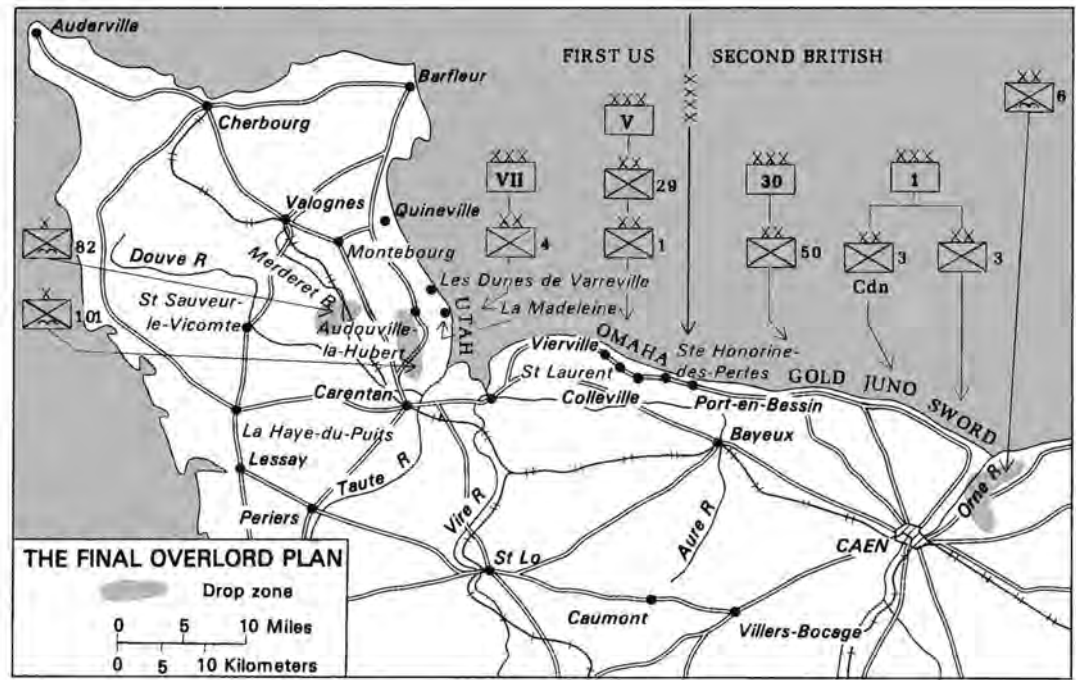 Auderville
Barfleur
Cherbourg
FIRST US
SECOND BRITISH
XXXX
XX
6
XXX
V
XX
29
XX
1
XXX
VII
XX
4
XXX
30
XX
50
XXX
1
XX
3
Cdn
XX
3
X
82
X
101
Valognes
Quineville
Montebourg
Douve R
Merderet R
St Sauveur-
le-Vicomte
Les Dunes de Varreville
La Madeleine
Audouville-
la-Hubert
UTAH
OMAHA
GOLD
JUNO
SWORD
Vierville
St Laurent
Colleville
Ste Honorine-
des-Pertes
Port-en-Bessin
Carentan
La Haye-du-Puits
Lessay
Taute R
Periers
Vire R
St Lo
Bayeux
Aure R
CAEN
Orne R
Caumont
Villers-Bocage
THE FINAL OVERLORD PLAN
Drop zone
0 5 10 Miles
0 5 10 Kilometers